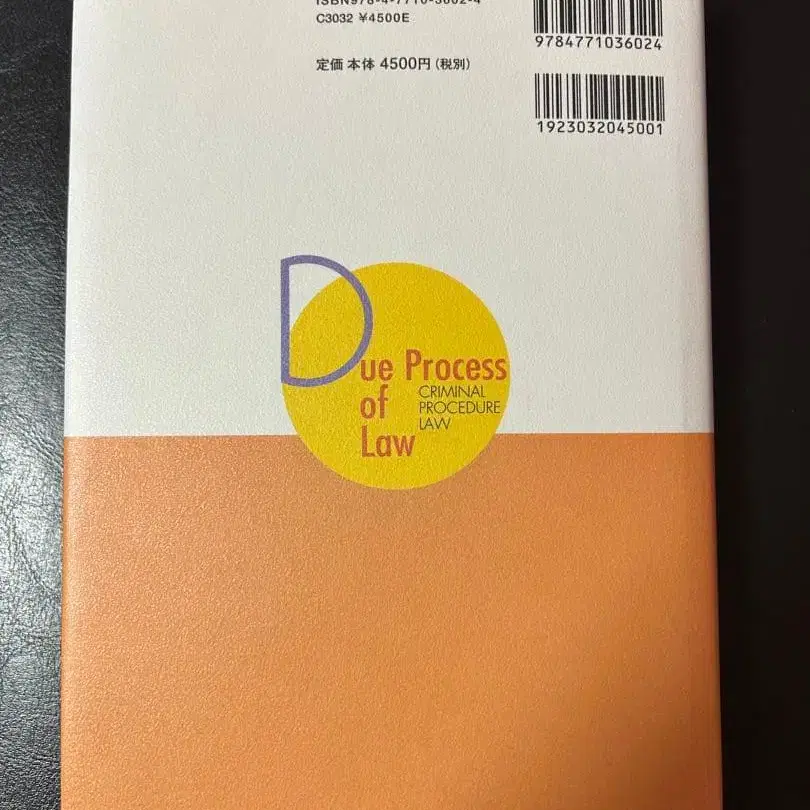 ISBN978-4-7710-3602-4
C3032 ¥4500E
9784771036024
定価 本体 4500円(税別)
1923032045001
Due Process
of
Law
CRIMINAL
PROCEDURE
LAW